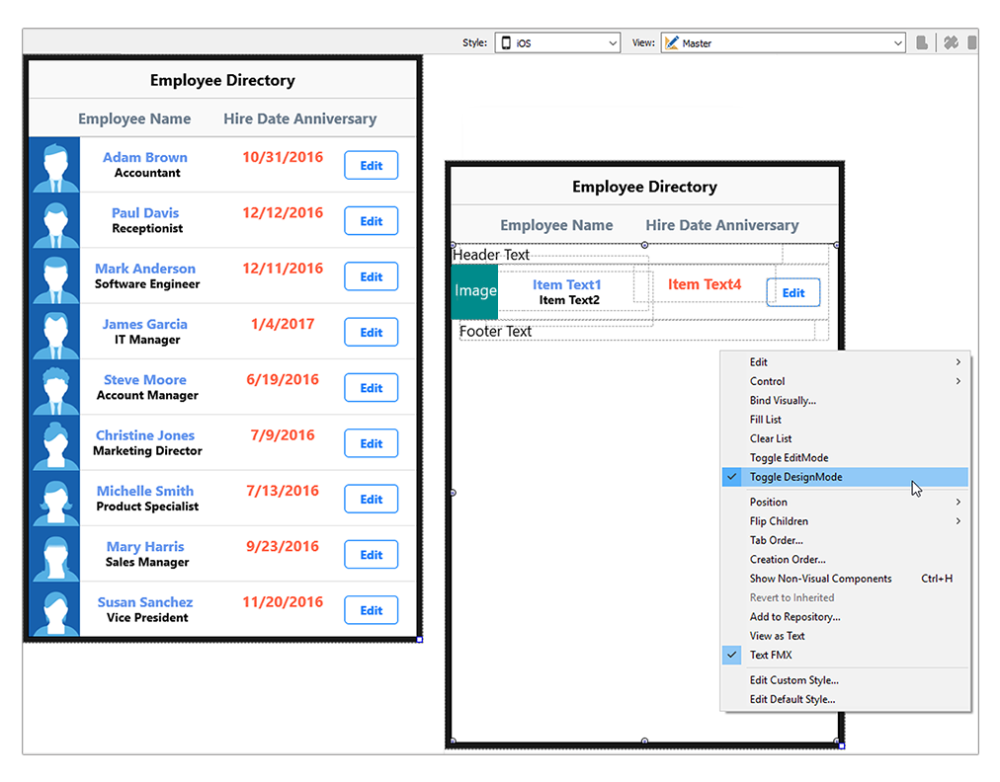 Style: iOS View: Master
Employee Directory
Employee Name Hire Date Anniversary
Adam Brown 10/31/2016
Accountant Edit
Paul Davis 12/12/2016
Receptionist Edit
Mark Anderson 12/11/2016
Software Engineer Edit
James Garcia 1/4/2017
IT Manager Edit
Steve Moore 6/19/2016
Account Manager Edit
Christine Jones 7/9/2016
Marketing Director Edit
Michelle Smith 7/13/2016
Product Specialist Edit
Mary Harris 9/23/2016
Sales Manager Edit
Susan Sanchez 11/20/2016
Vice President Edit
Employee Directory
Employee Name Hire Date Anniversary
Header Text
Image Item Text1 Item Text4 Edit
Item Text2
Footer Text
Edit
Control
Bind Visually...
Fill List
Clear List
Toggle EditMode
Toggle DesignMode
Position
Flip Children
Tab Order...
Creation Order...
Show Non-Visual Components Ctrl+H
Revert to Inherited
Add to Repository...
View as Text
Text FMX
Edit Custom Style...
Edit Default Style...